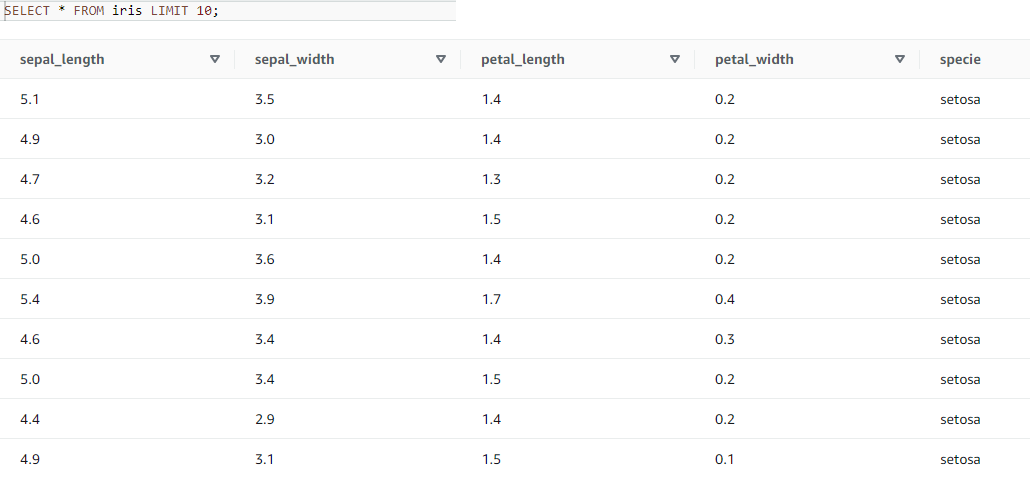 SELECT * FROM iris LIMIT 10;
sepal_length sepal_width petal_length petal_width specie
5.1 3.5 1.4 0.2 setosa
4.9 3.0 1.4 0.2 setosa
4.7 3.2 1.3 0.2 setosa
4.6 3.1 1.5 0.2 setosa
5.0 3.6 1.4 0.2 setosa
5.4 3.9 1.7 0.4 setosa
4.6 3.4 1.4 0.3 setosa
5.0 3.4 1.5 0.2 setosa
4.4 2.9 1.4 0.2 setosa
4.9 3.1 1.5 0.1 setosa